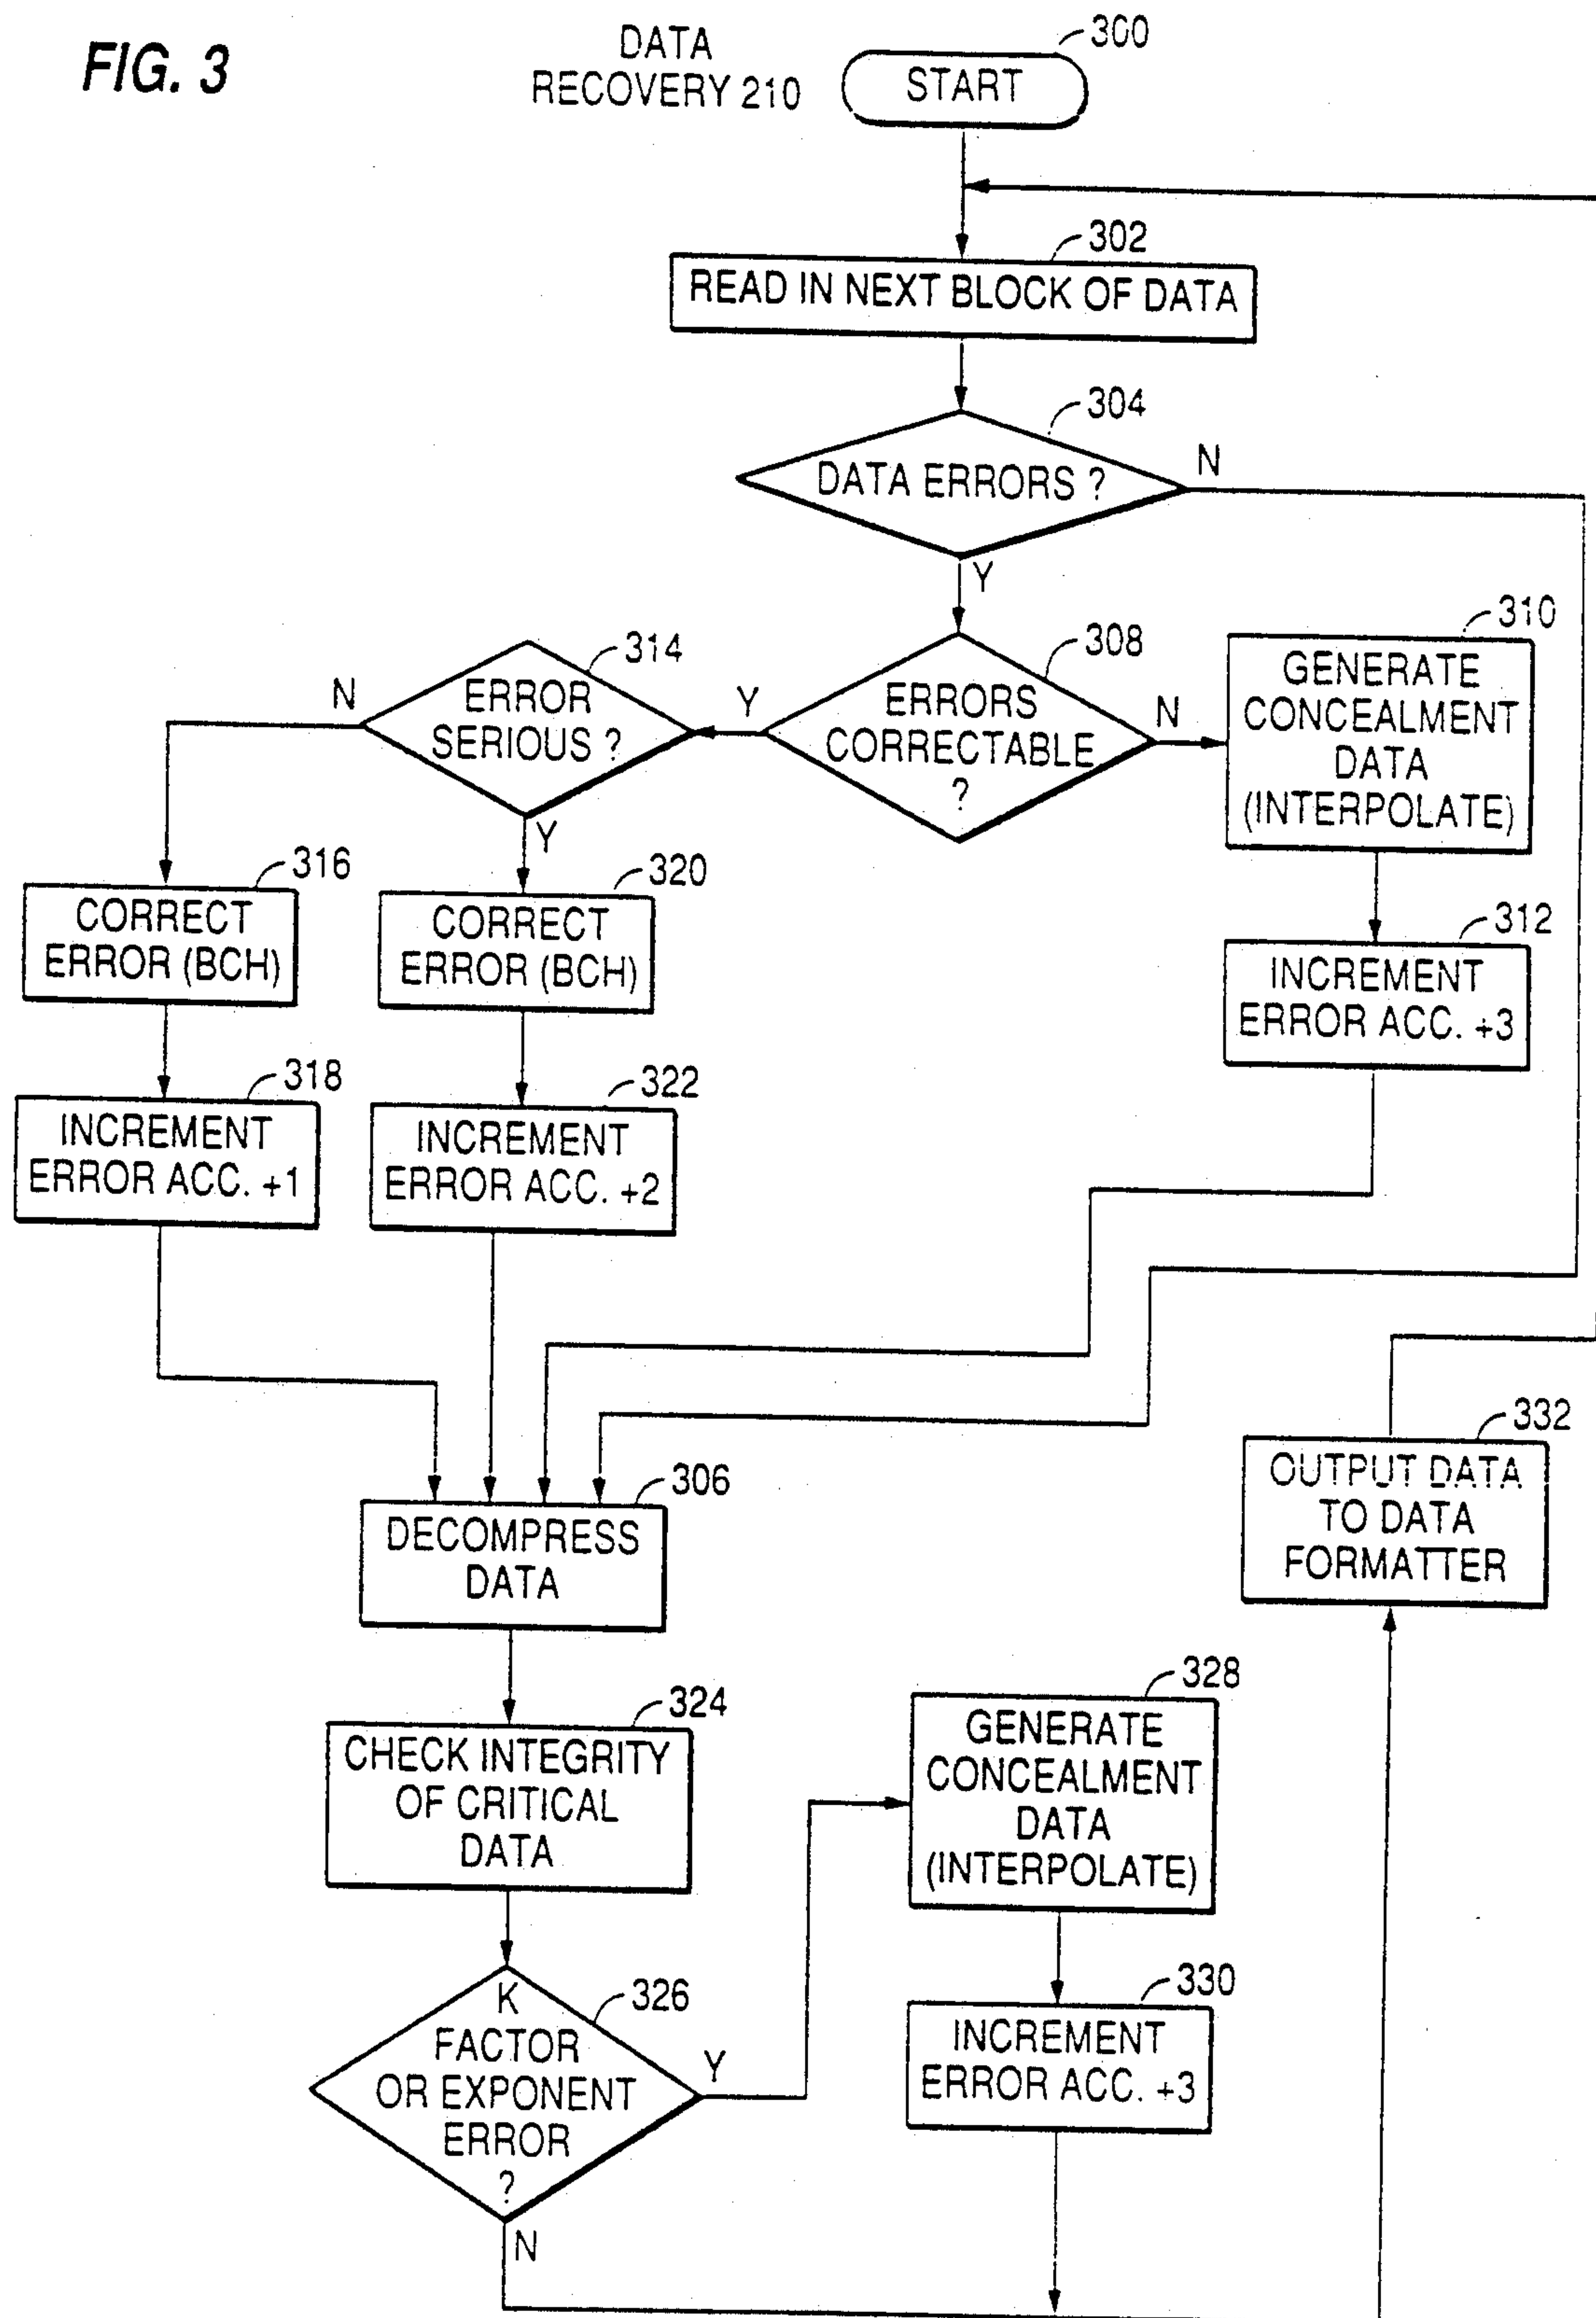 FIG. 3
DATA
RECOVERY 210
START
300
302
READ IN NEXT BLOCK OF DATA
304
DATA ERRORS ?
N
Y
308
ERRORS
CORRECTABLE
?
Y
N
310
GENERATE
CONCEALMENT
DATA
(INTERPOLATE)
312
INCREMENT
ERROR ACC. +3
314
ERROR
SERIOUS ?
N
Y
316
CORRECT
ERROR (BCH)
320
CORRECT
ERROR (BCH)
318
INCREMENT
ERROR ACC. +1
322
INCREMENT
ERROR ACC. +2
306
DECOMPRESS
DATA
332
OUTPUT DATA
TO DATA
FORMATTER
324
CHECK INTEGRITY
OF CRITICAL
DATA
328
GENERATE
CONCEALMENT
DATA
(INTERPOLATE)
326
K
FACTOR
OR EXPONENT
ERROR
?
Y
N
330
INCREMENT
ERROR ACC. +3